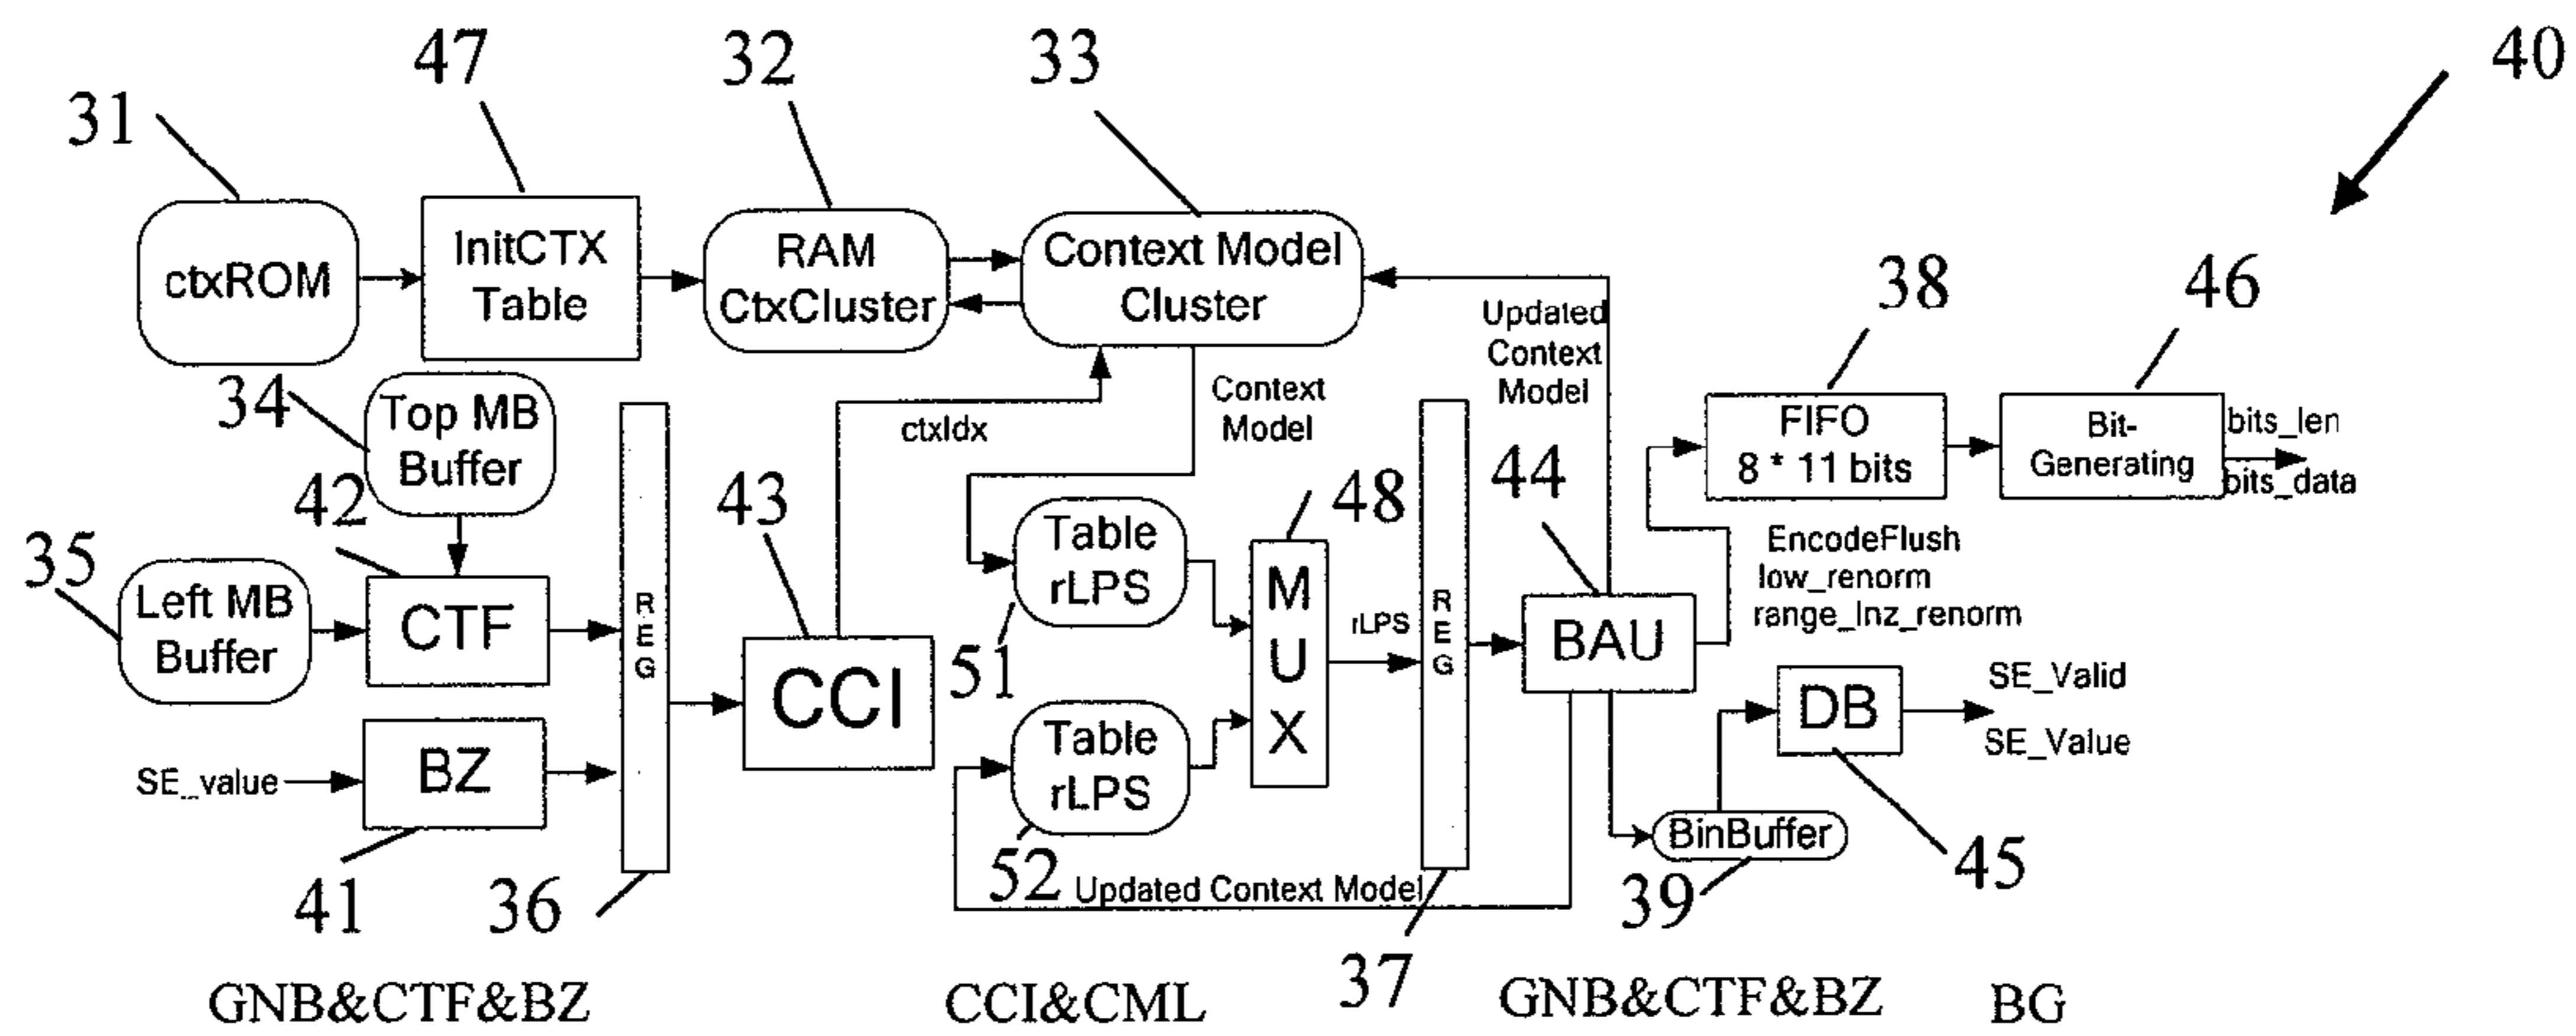 47
32
33
40
31
ctxROM
InitCTX
Table
RAM
CtxCluster
Context Model
Cluster
38
46
34
Top MB
Buffer
ctxIdx
Context
Model
Updated
Context
Model
FIFO
8 * 11 bits
Bit-
Generating
bits_len
bits_data
42
43
48
44
35
Left MB
Buffer
CTF
REG
CCI
Table
rLPS
51
MUX
rLPS
REG
BAU
EncodeFlush
low_renorm
range_lnz_renorm
SE_value
BZ
Table
rLPS
52
DB
SE_Valid
SE_Value
BinBuffer
41
36
Updated Context Model
37
39
45
GNB&CTF&BZ
CCI&CML
GNB&CTF&BZ
BG